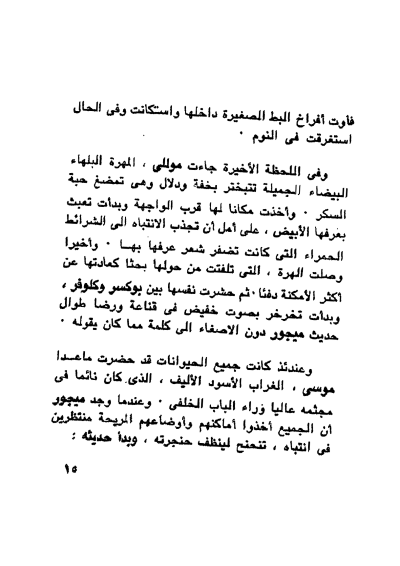 فأوت أفراخ البط الصغيرة داخلها واستكانت وفى الحال
استغرقت فى النوم ٠
وفى اللحظة الأخيرة جاءت موللى ، المهرة البلهاء
البيضاء الجميلة تتبختر بخفة ودلال وهى تمضغ حبة
السكر ٠ وأخذت مكانا لها قرب الواجهة وبدأت تعبث
بعرفها الأبيض ، على أمل أن تجذب الانتباه الى الشرائط
الحمراء التى كانت تضفر شعر عرفها بها ٠ وأخيرا
وصلت الهرة ، التى تلفتت من حولها بحثا كعادتها عن
أكثر الأمكنة دفئا ٠ ثم حشرت نفسها بين بوكسر وكلوفر ،
وبدأت تخرخر بصوت خفيض فى قناعة ورضا طوال
حديث ميجور دون الاصغاء الى كلمة مما كان يقوله ٠
وعندئذ كانت جميع الحيوانات قد حضرت ماعدا
موسى ، الغراب الأسود الأليف ، الذى كان نائما فى
مجثمه عاليا وراء الباب الخلفى ٠ وعندما وجد ميجور
أن الجميع أخذوا أماكنهم وأوضاعهم المريحة منتظرين
فى انتباه ، تنحنح لينظف حنجرته ، وبدأ حديثه :
١٥